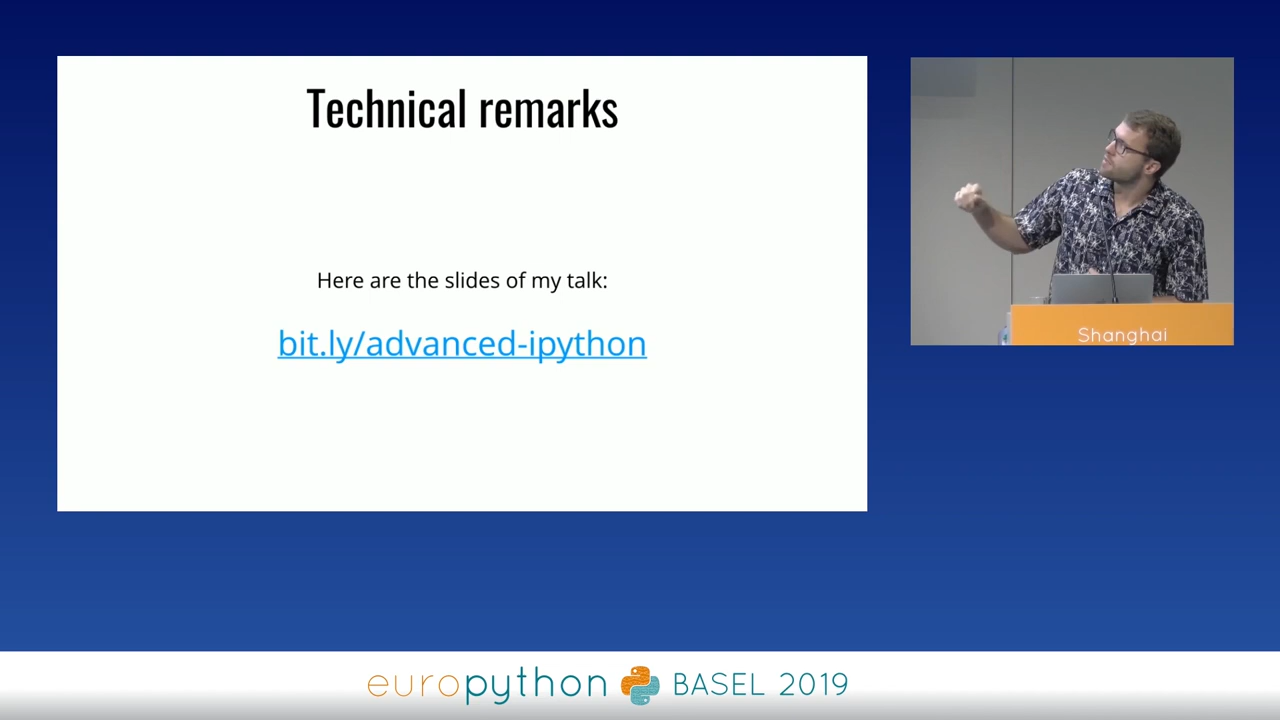 Technical remarks
Here are the slides of my talk:
bit.ly/advanced-ipython
Shanghai
europython BASEL 2019